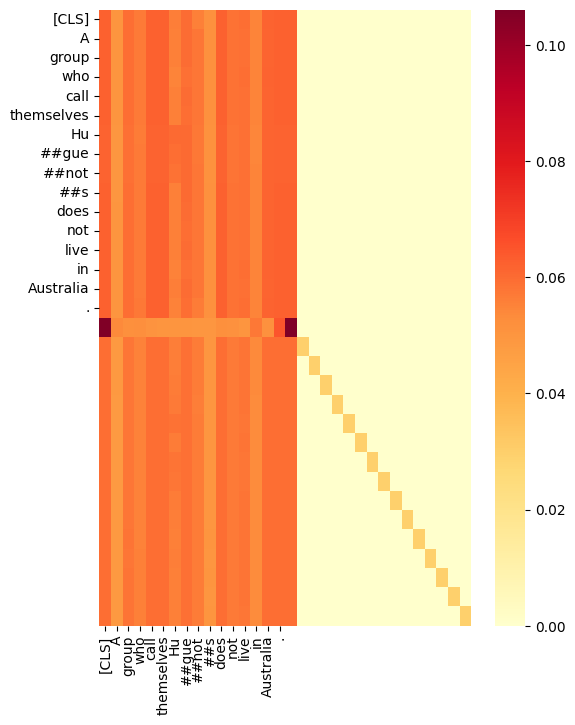 [CLS]
A
group
who
call
themselves
Hu
##gue
##not
##s
does
not
live
in
Australia
.
0.10
0.08
0.06
0.04
0.02
0.00
[CLS]
A
group
who
call
themselves
Hu
##gue
##not
##s
does
not
live
in
Australia
.